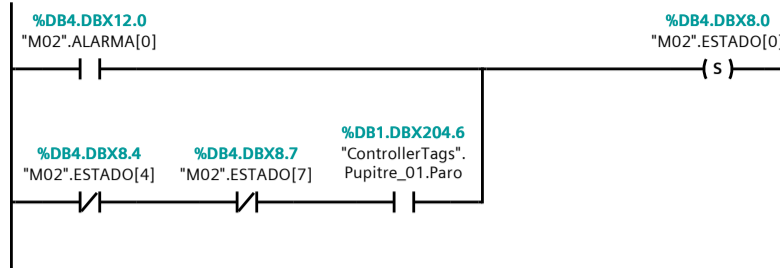 %DB4.DBX12.0
"M02".ALARMA[0]
%DB4.DBX8.0
"M02".ESTADO[0]
S
%DB4.DBX8.4
"M02".ESTADO[4]
%DB4.DBX8.7
"M02".ESTADO[7]
%DB1.DBX204.6
"ControllerTags".
Pupitre_01.Paro